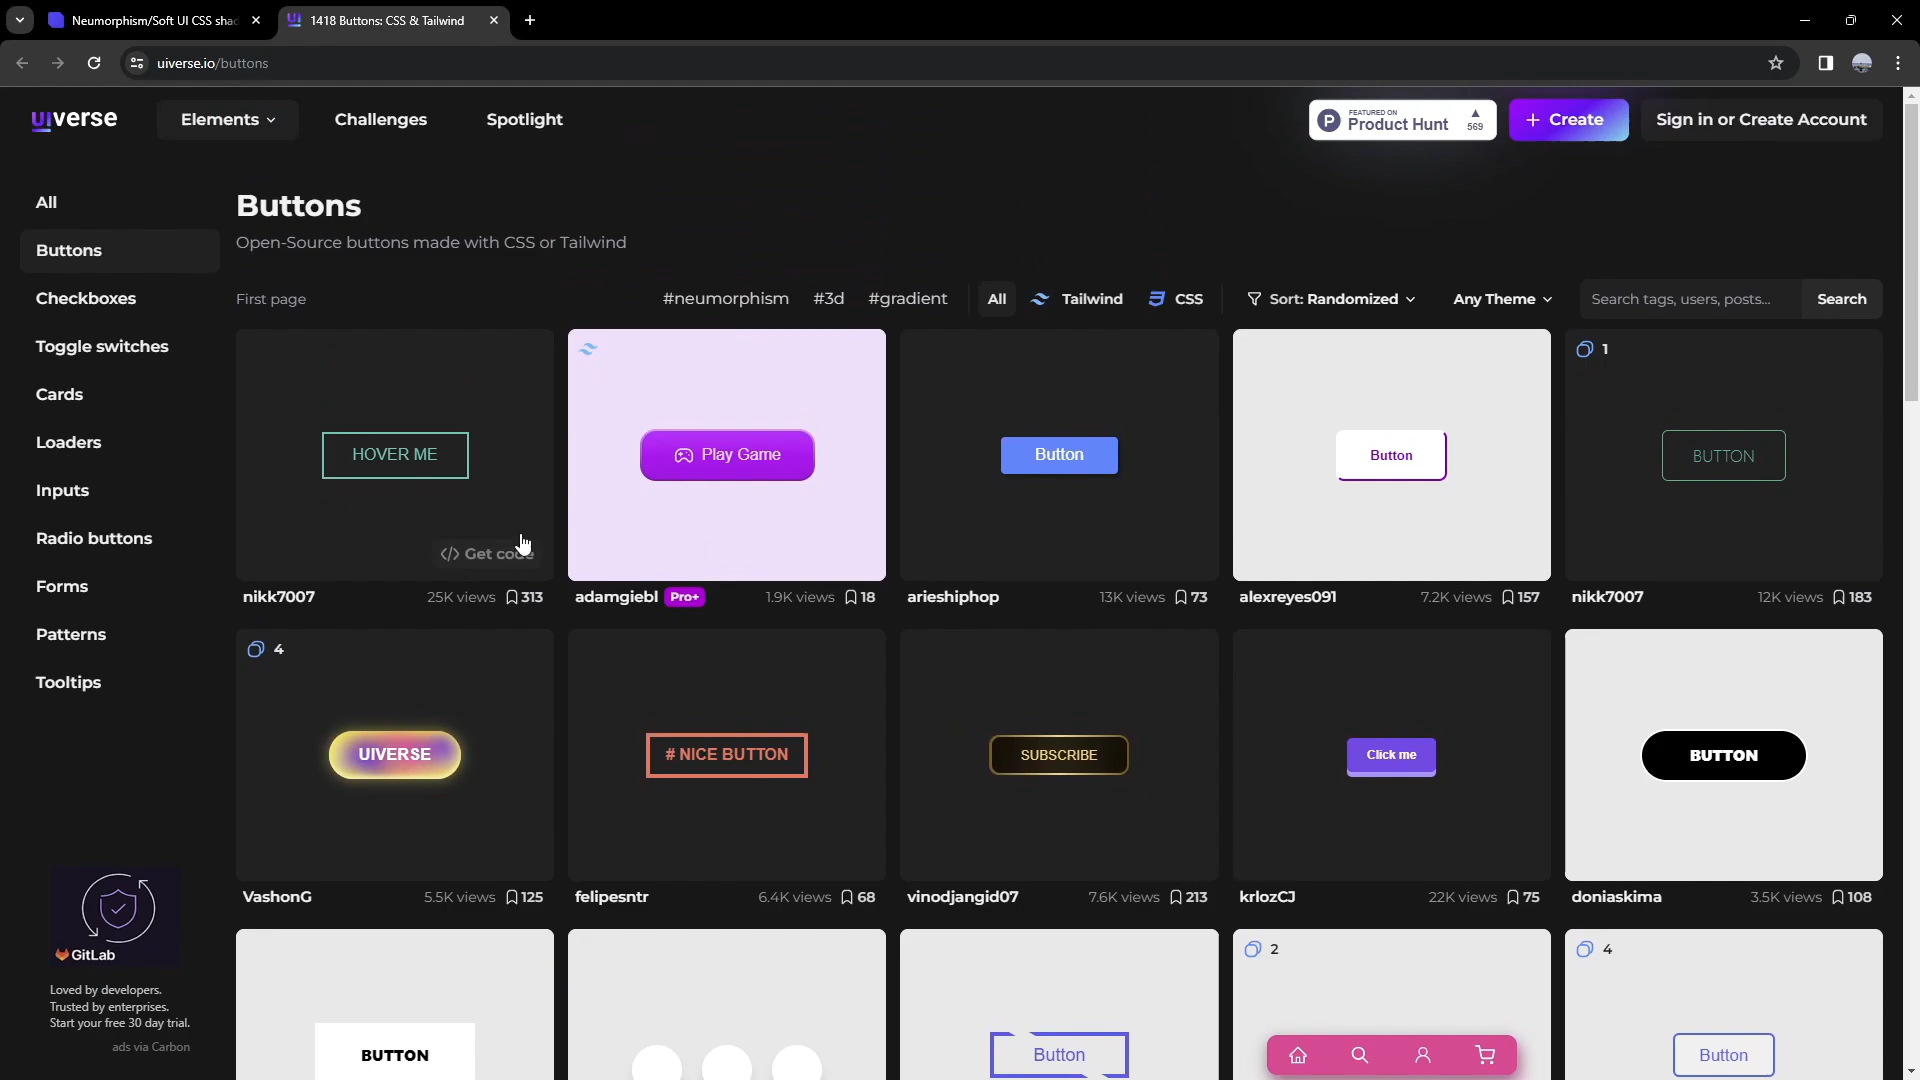 Neumorphism/Soft UI CSS sha
1418 Buttons: CSS & Tailwind
uiverse.io/buttons
uiverse
Elements
Challenges
Spotlight
FEATURED ON
Product Hunt
569
+ Create
Sign in or Create Account
All
Buttons
Checkboxes
Toggle switches
Cards
Loaders
Inputs
Radio buttons
Forms
Patterns
Tooltips
GitLab
Loved by developers.
Trusted by enterprises.
Start your free 30 day trial.
ads via Carbon
Buttons
Open-Source buttons made with CSS or Tailwind
First page
#neumorphism #3d #gradient All Tailwind CSS Sort: Randomized Any Theme Search tags, users, posts... Search
HOVER ME
</> Get code
nikk7007 25K views 313
Play Game
adamgiebl Pro+ 1.9K views 18
Button
arieshiphop 13K views 73
Button
alexreyes091 7.2K views 157
1
BUTTON
nikk7007 12K views 183
4
UIVERSE
VashonG 5.5K views 125
# NICE BUTTON
felipesntr 6.4K views 68
SUBSCRIBE
vinodjangid07 7.6K views 213
Click me
krlozCJ 22K views 75
BUTTON
doniaskima 3.5K views 108
BUTTON
Button
2
4
Button